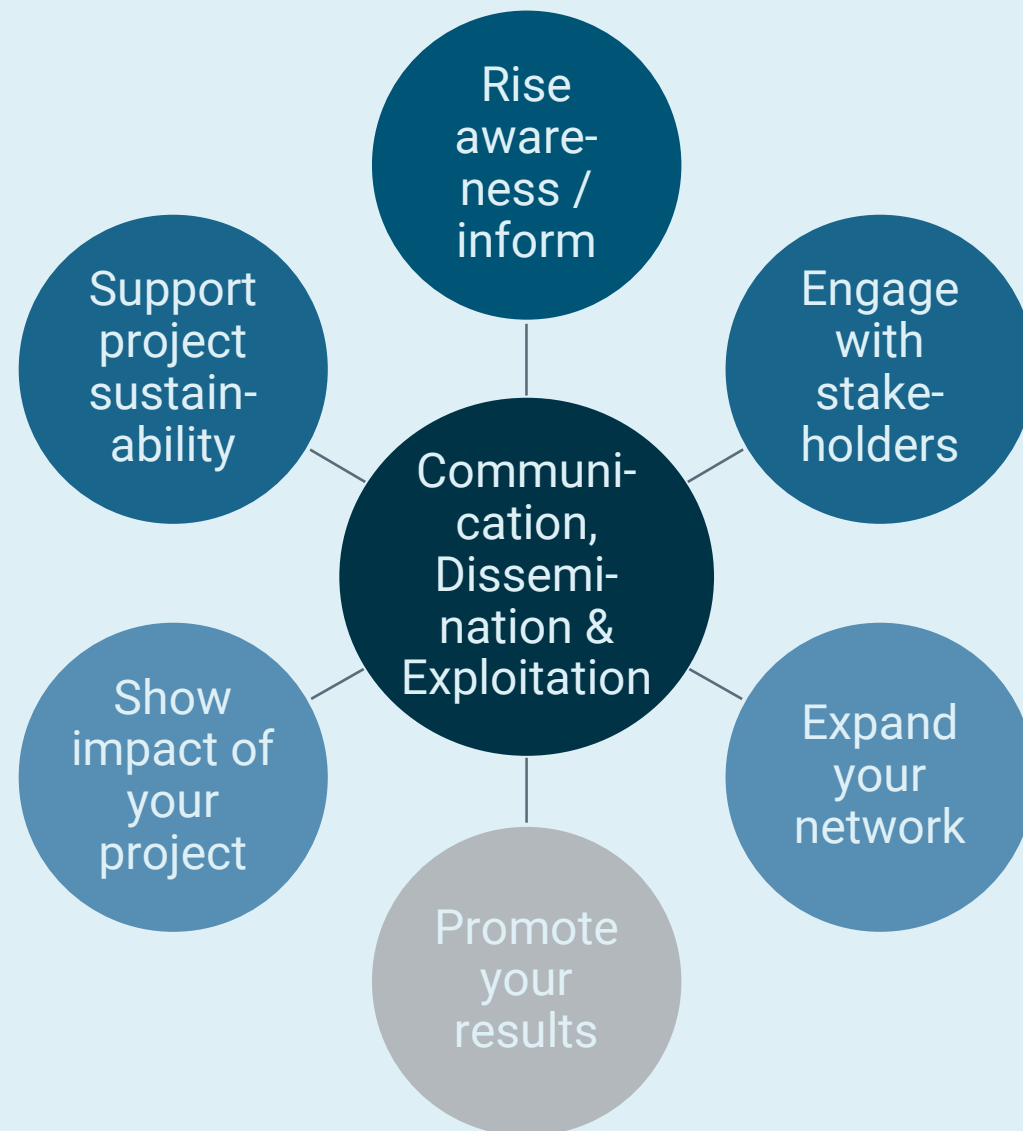 Rise
aware-
ness /
inform
Engage
with
stake-
holders
Expand
your
network
Promote
your
results
Show
impact of
your
project
Support
project
sustain-
ability
Communi-
cation,
Dissemi-
nation &
Exploitation